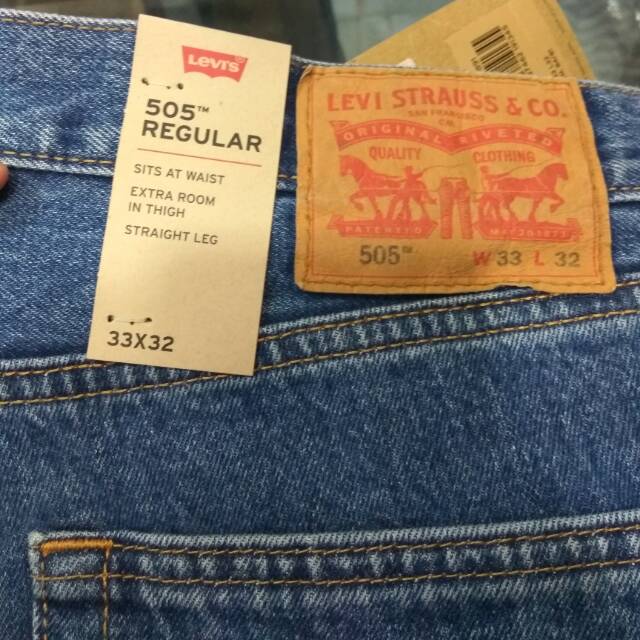 LEVI'S
505™
REGULAR
SITS AT WAIST
EXTRA ROOM
IN THIGH
STRAIGHT LEG
33X32
LEVI STRAUSS & CO.
SAN FRANCISCO
CAL.
ORIGINAL RIVETED
QUALITY CLOTHING
505™ W 33 L 32